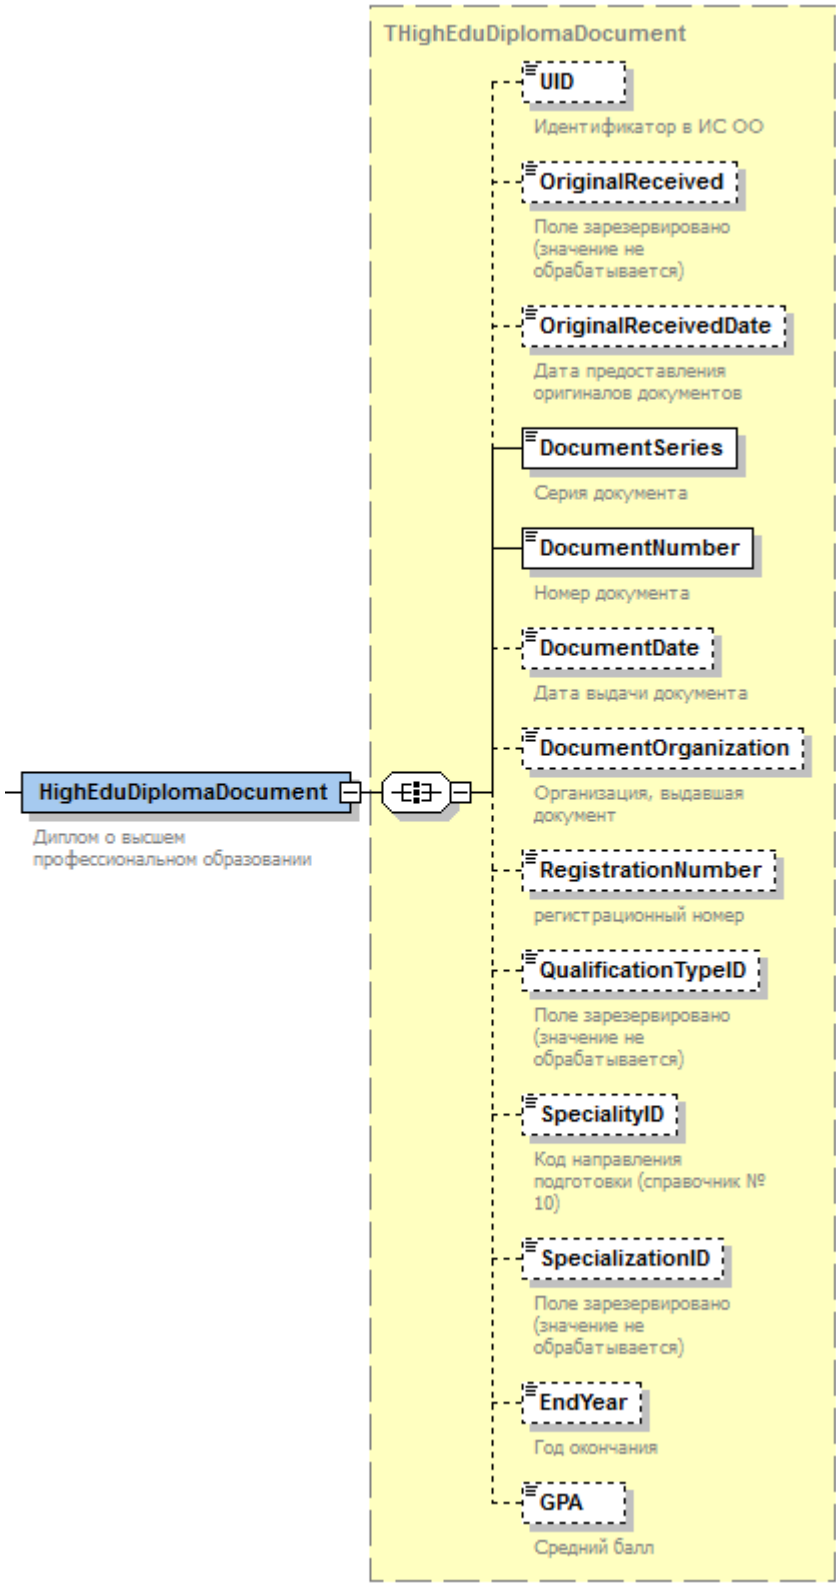 THighEduDiplomaDocument
UID
Идентификатор в ИС ОО
OriginalReceived
Поле зарезервировано
(значение не
обрабатывается)
OriginalReceivedDate
Дата предоставления
оригиналов документов
DocumentSeries
Серия документа
DocumentNumber
Номер документа
DocumentDate
Дата выдачи документа
DocumentOrganization
Организация, выдавшая
документ
HighEduDiplomaDocument
Диплом о высшем
профессиональном образовании
RegistrationNumber
регистрационный номер
QualificationTypeID
Поле зарезервировано
(значение не
обрабатывается)
SpecialityID
Код направления
подготовки (справочник №
10)
SpecializationID
Поле зарезервировано
(значение не
обрабатывается)
EndYear
Год окончания
GPA
Средний балл